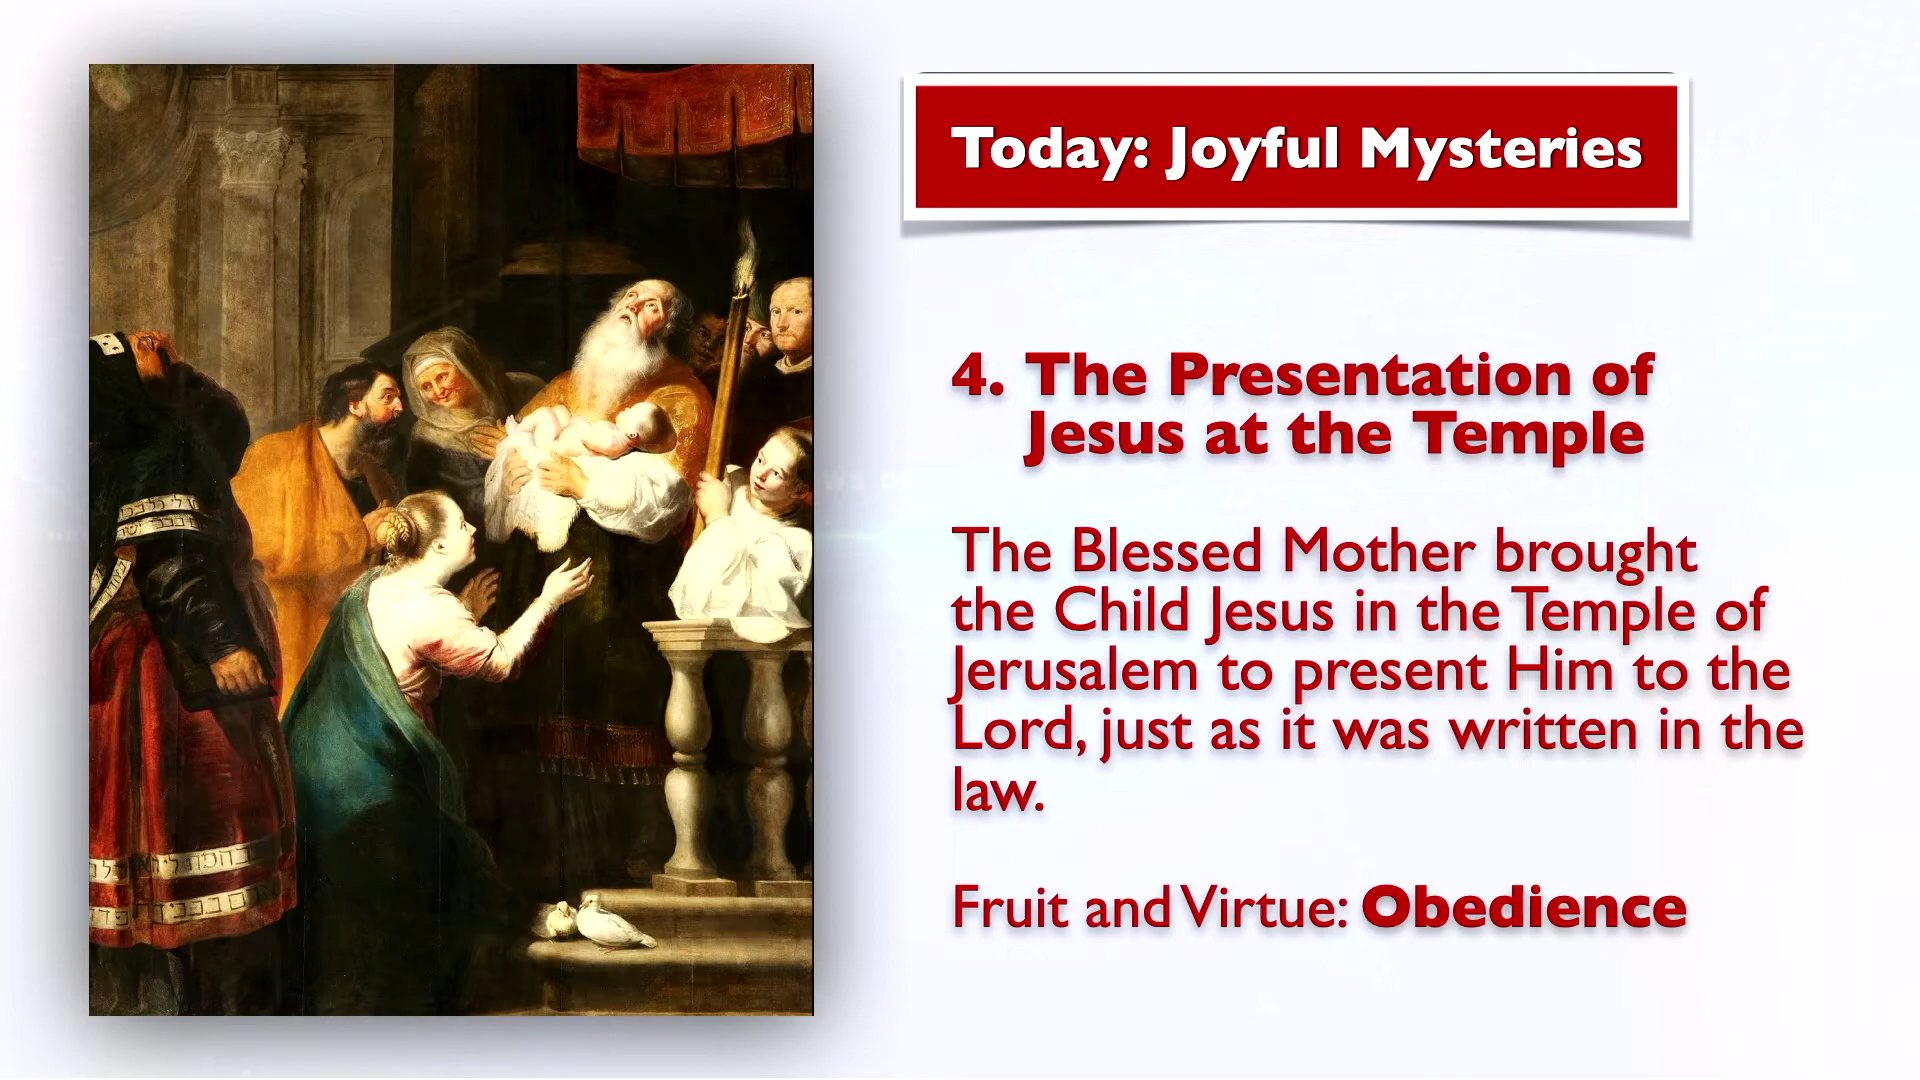 Today: Joyful Mysteries
4. The Presentation of
Jesus at the Temple
The Blessed Mother brought
the Child Jesus in the Temple of
Jerusalem to present Him to the
Lord, just as it was written in the
law.
Fruit and Virtue: Obedience